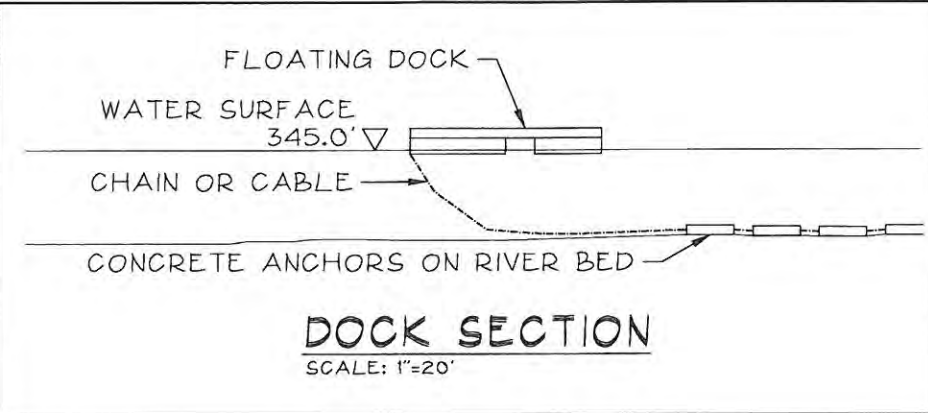 FLOATING DOCK
WATER SURFACE
345.0'
CHAIN OR CABLE
CONCRETE ANCHORS ON RIVER BED
DOCK SECTION
SCALE: 1"=20'